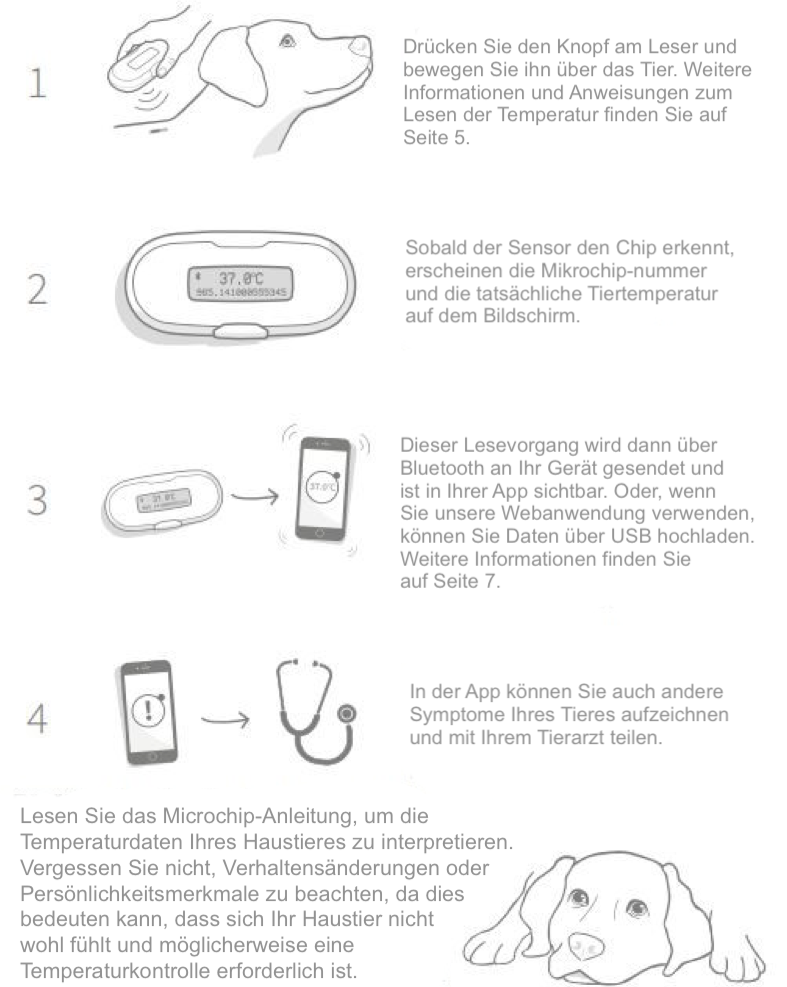 1
Drücken Sie den Knopf am Leser und
bewegen Sie ihn über das Tier. Weitere
Informationen und Anweisungen zum
Lesen der Temperatur finden Sie auf
Seite 5.
2
37.0°C
985.141000555345
Sobald der Sensor den Chip erkennt,
erscheinen die Mikrochip-nummer
und die tatsächliche Tiertemperatur
auf dem Bildschirm.
3
37.0°C
37.0°C
Dieser Lesevorgang wird dann über
Bluetooth an Ihr Gerät gesendet und
ist in Ihrer App sichtbar. Oder, wenn
Sie unsere Webanwendung verwenden,
können Sie Daten über USB hochladen.
Weitere Informationen finden Sie
auf Seite 7.
4
!
In der App können Sie auch andere
Symptome Ihres Tieres aufzeichnen
und mit Ihrem Tierarzt teilen.
Lesen Sie das Microchip-Anleitung, um die
Temperaturdaten Ihres Haustieres zu interpretieren.
Vergessen Sie nicht, Verhaltensänderungen oder
Persönlichkeitsmerkmale zu beachten, da dies
bedeuten kann, dass sich Ihr Haustier nicht
wohl fühlt und möglicherweise eine
Temperaturkontrolle erforderlich ist.